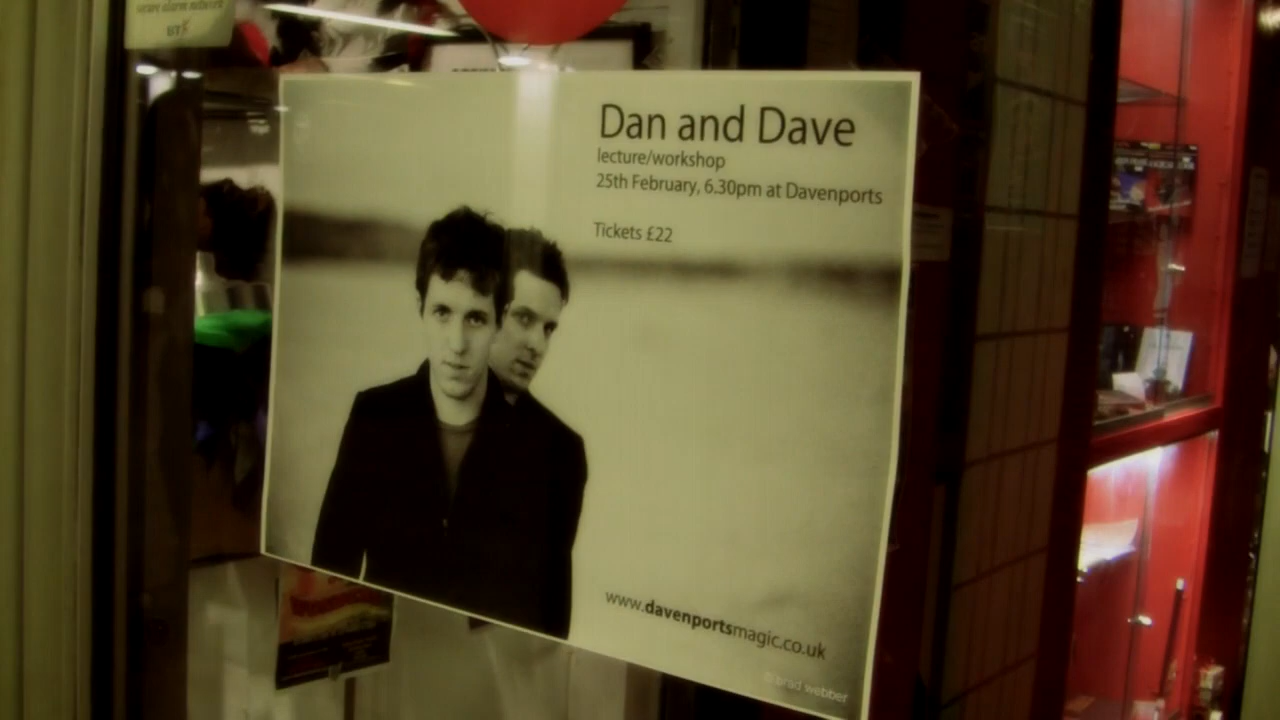 Dan and Dave
lecture/workshop
25th February, 6.30pm at Davenports
Tickets £22
www.davenportsmagic.co.uk
© brad webber